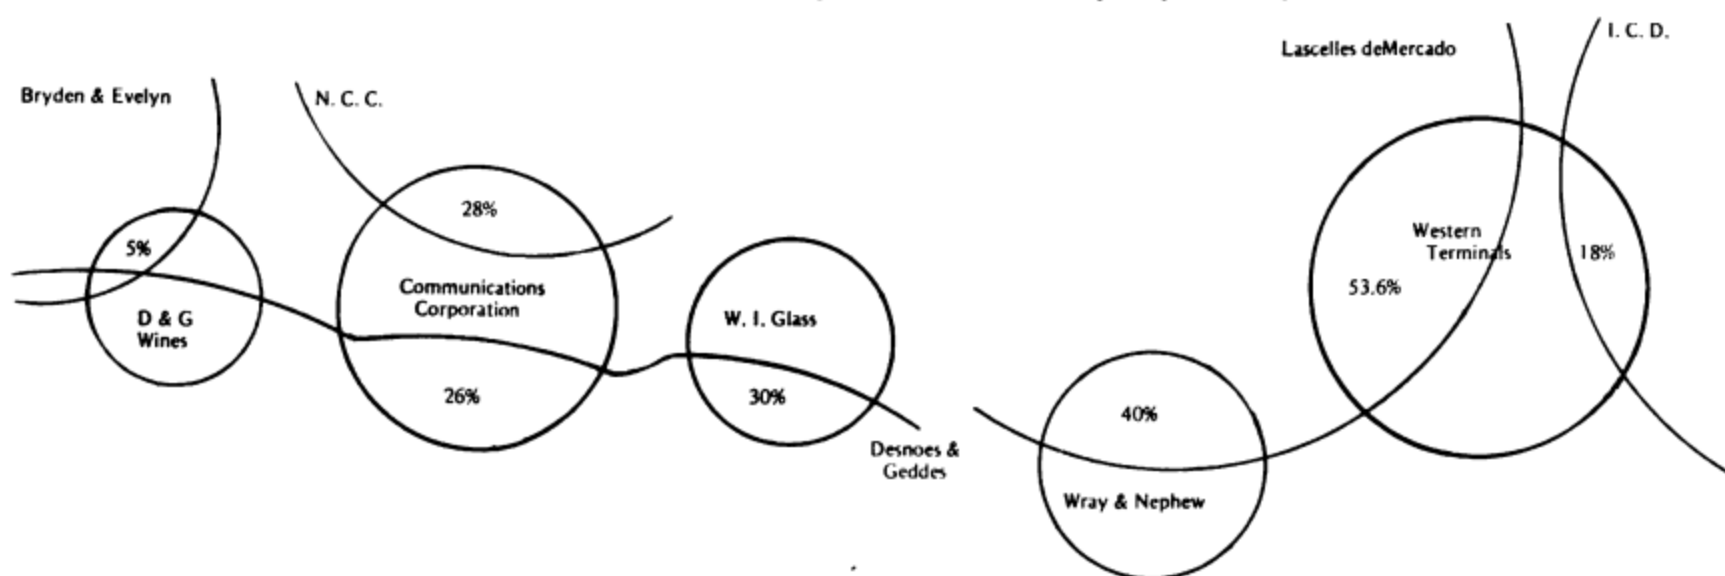 Bryden & Evelyn
N. C. C.
Lascelles deMercado
I. C. D.
5%
28%
D & G
Wines
Communications
Corporation
26%
W. I. Glass
30%
Desnoes &
Geddes
40%
Wray & Nephew
Western
Terminals
53.6%
18%